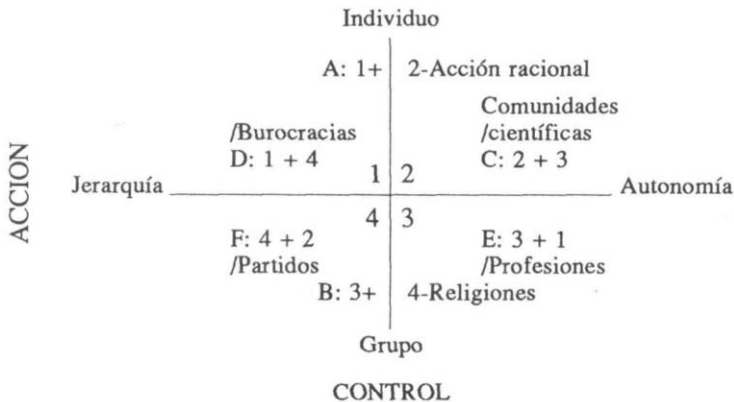 Individuo
A: 1+ 2-Acción racional
Comunidades
/Burocracias /científicas
D: 1 + 4 C: 2 + 3
1 2
ACCION
Jerarquía Autonomía
4 3
F: 4 + 2 E: 3 + 1
/Partidos /Profesiones
B: 3+ 4-Religiones
Grupo
CONTROL